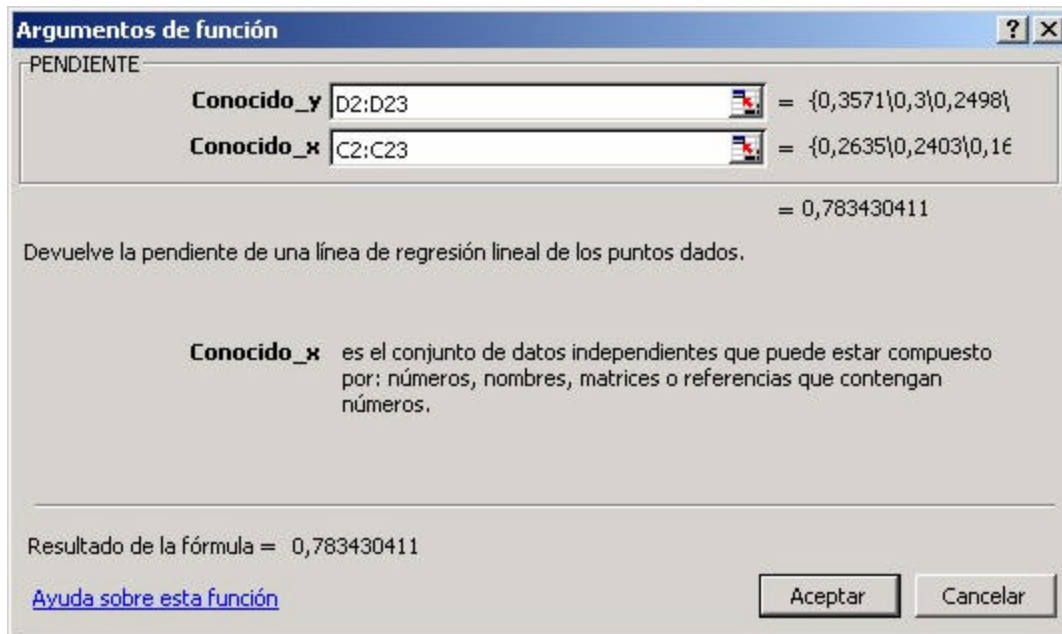 Argumentos de función
PENDIENTE
Conocido_y D2:D23 = {0,3571\0,3\0,2498\
Conocido_x C2:C23 = {0,2635\0,2403\0,16
= 0,783430411
Devuelve la pendiente de una línea de regresión lineal de los puntos dados.
Conocido_x es el conjunto de datos independientes que puede estar compuesto
por: números, nombres, matrices o referencias que contengan
números.
Resultado de la fórmula = 0,783430411
Ayuda sobre esta función Aceptar Cancelar